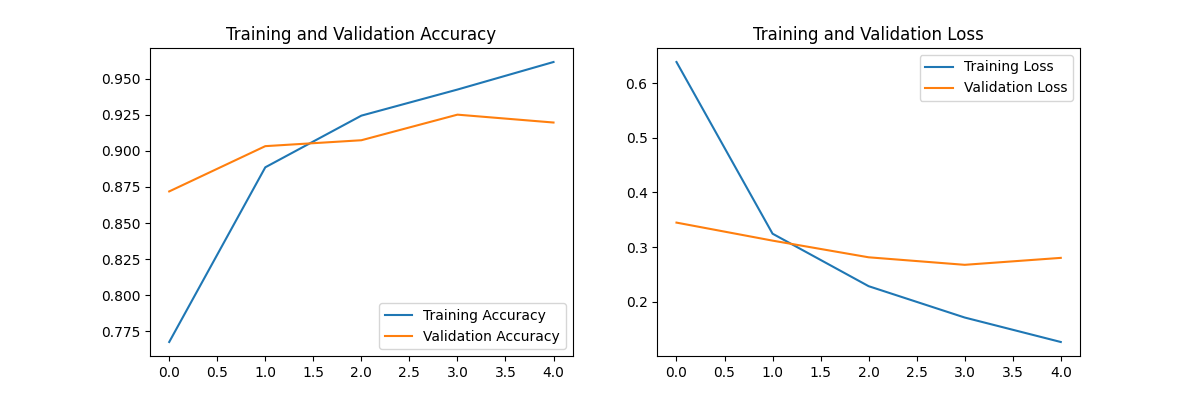 Training and Validation Accuracy
0.950
0.925
0.900
0.875
0.850
0.825
0.800
0.775
Training Accuracy
Validation Accuracy
0.0 0.5 1.0 1.5 2.0 2.5 3.0 3.5 4.0
Training and Validation Loss
0.6
0.5
0.4
0.3
0.2
Training Loss
Validation Loss
0.0 0.5 1.0 1.5 2.0 2.5 3.0 3.5 4.0